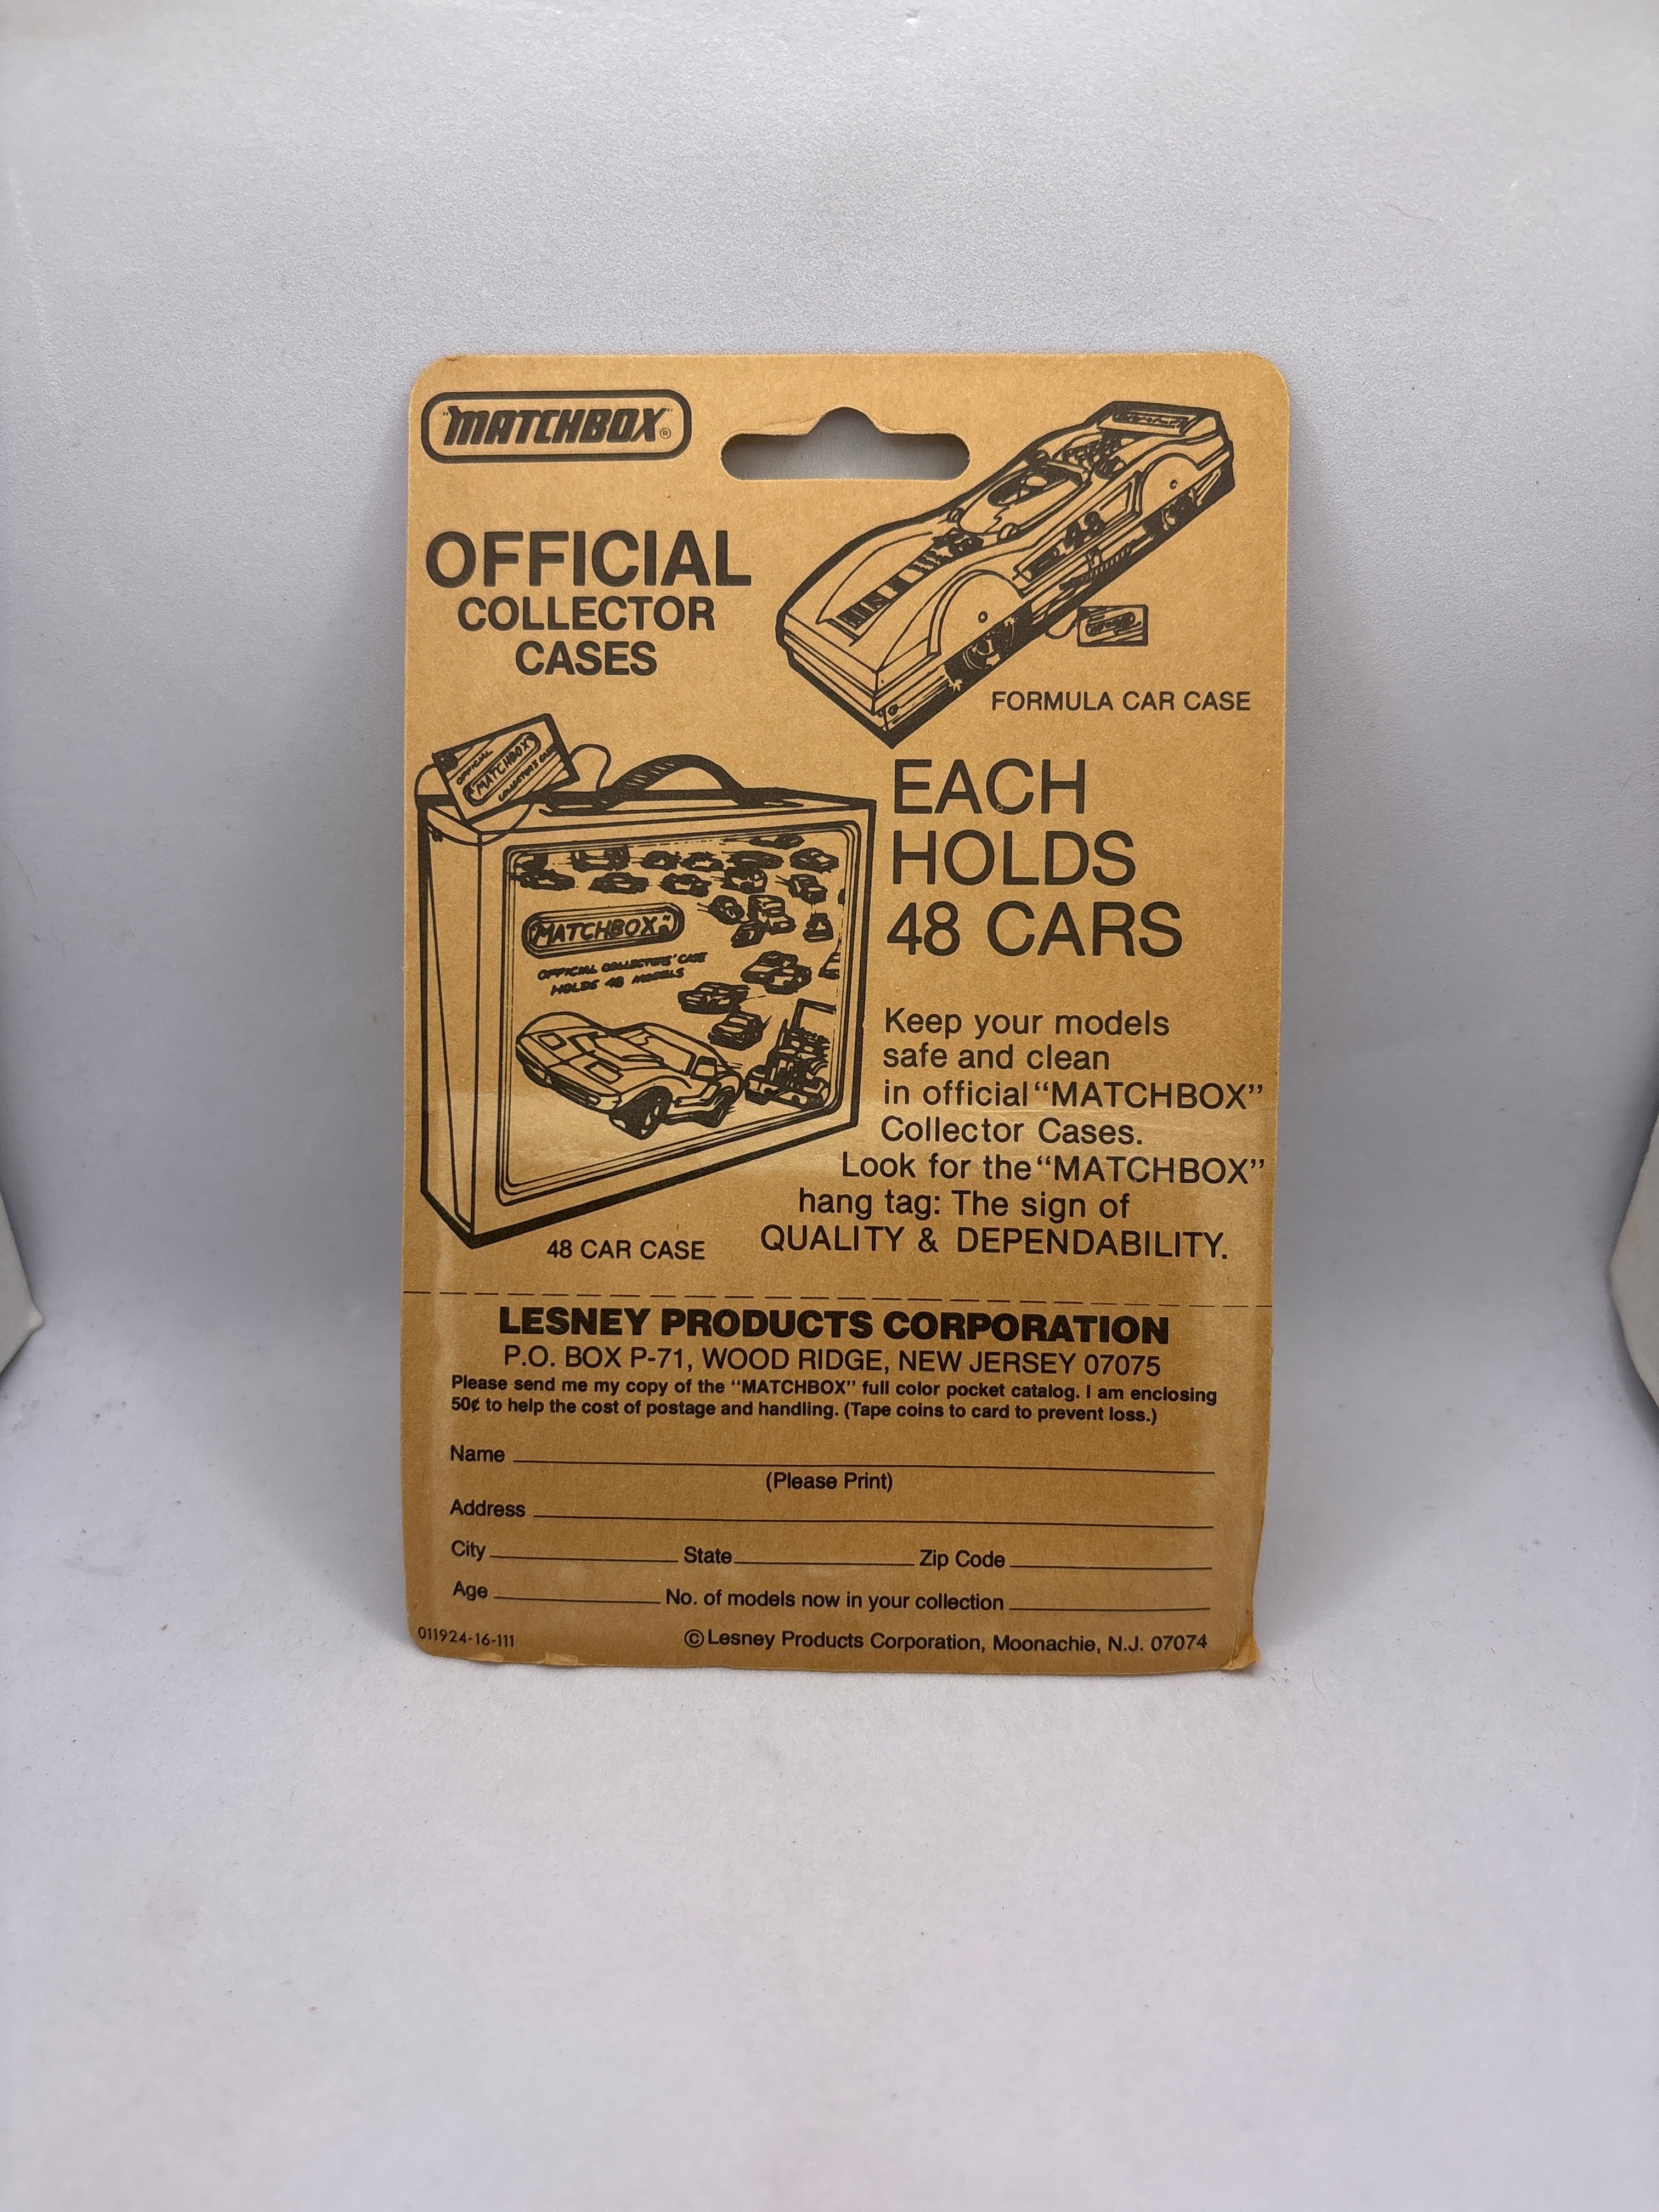 "MATCHBOX"®
OFFICIAL
COLLECTOR
CASES
FORMULA CAR CASE
OFFICIAL
"MATCHBOX"
COLLECTOR'S CASE
EACH
HOLDS
48 CARS
"MATCHBOX"
OFFICIAL COLLECTORS' CASE
HOLDS 48 MODELS
Keep your models
safe and clean
in official "MATCHBOX"
Collector Cases.
Look for the "MATCHBOX"
hang tag: The sign of
QUALITY & DEPENDABILITY.
48 CAR CASE
LESNEY PRODUCTS CORPORATION
P.O. BOX P-71, WOOD RIDGE, NEW JERSEY 07075
Please send me my copy of the "MATCHBOX" full color pocket catalog. I am enclosing
50¢ to help the cost of postage and handling. (Tape coins to card to prevent loss.)
Name
(Please Print)
Address
City State Zip Code
Age No. of models now in your collection
011924-16-111 © Lesney Products Corporation, Moonachie, N.J. 07074